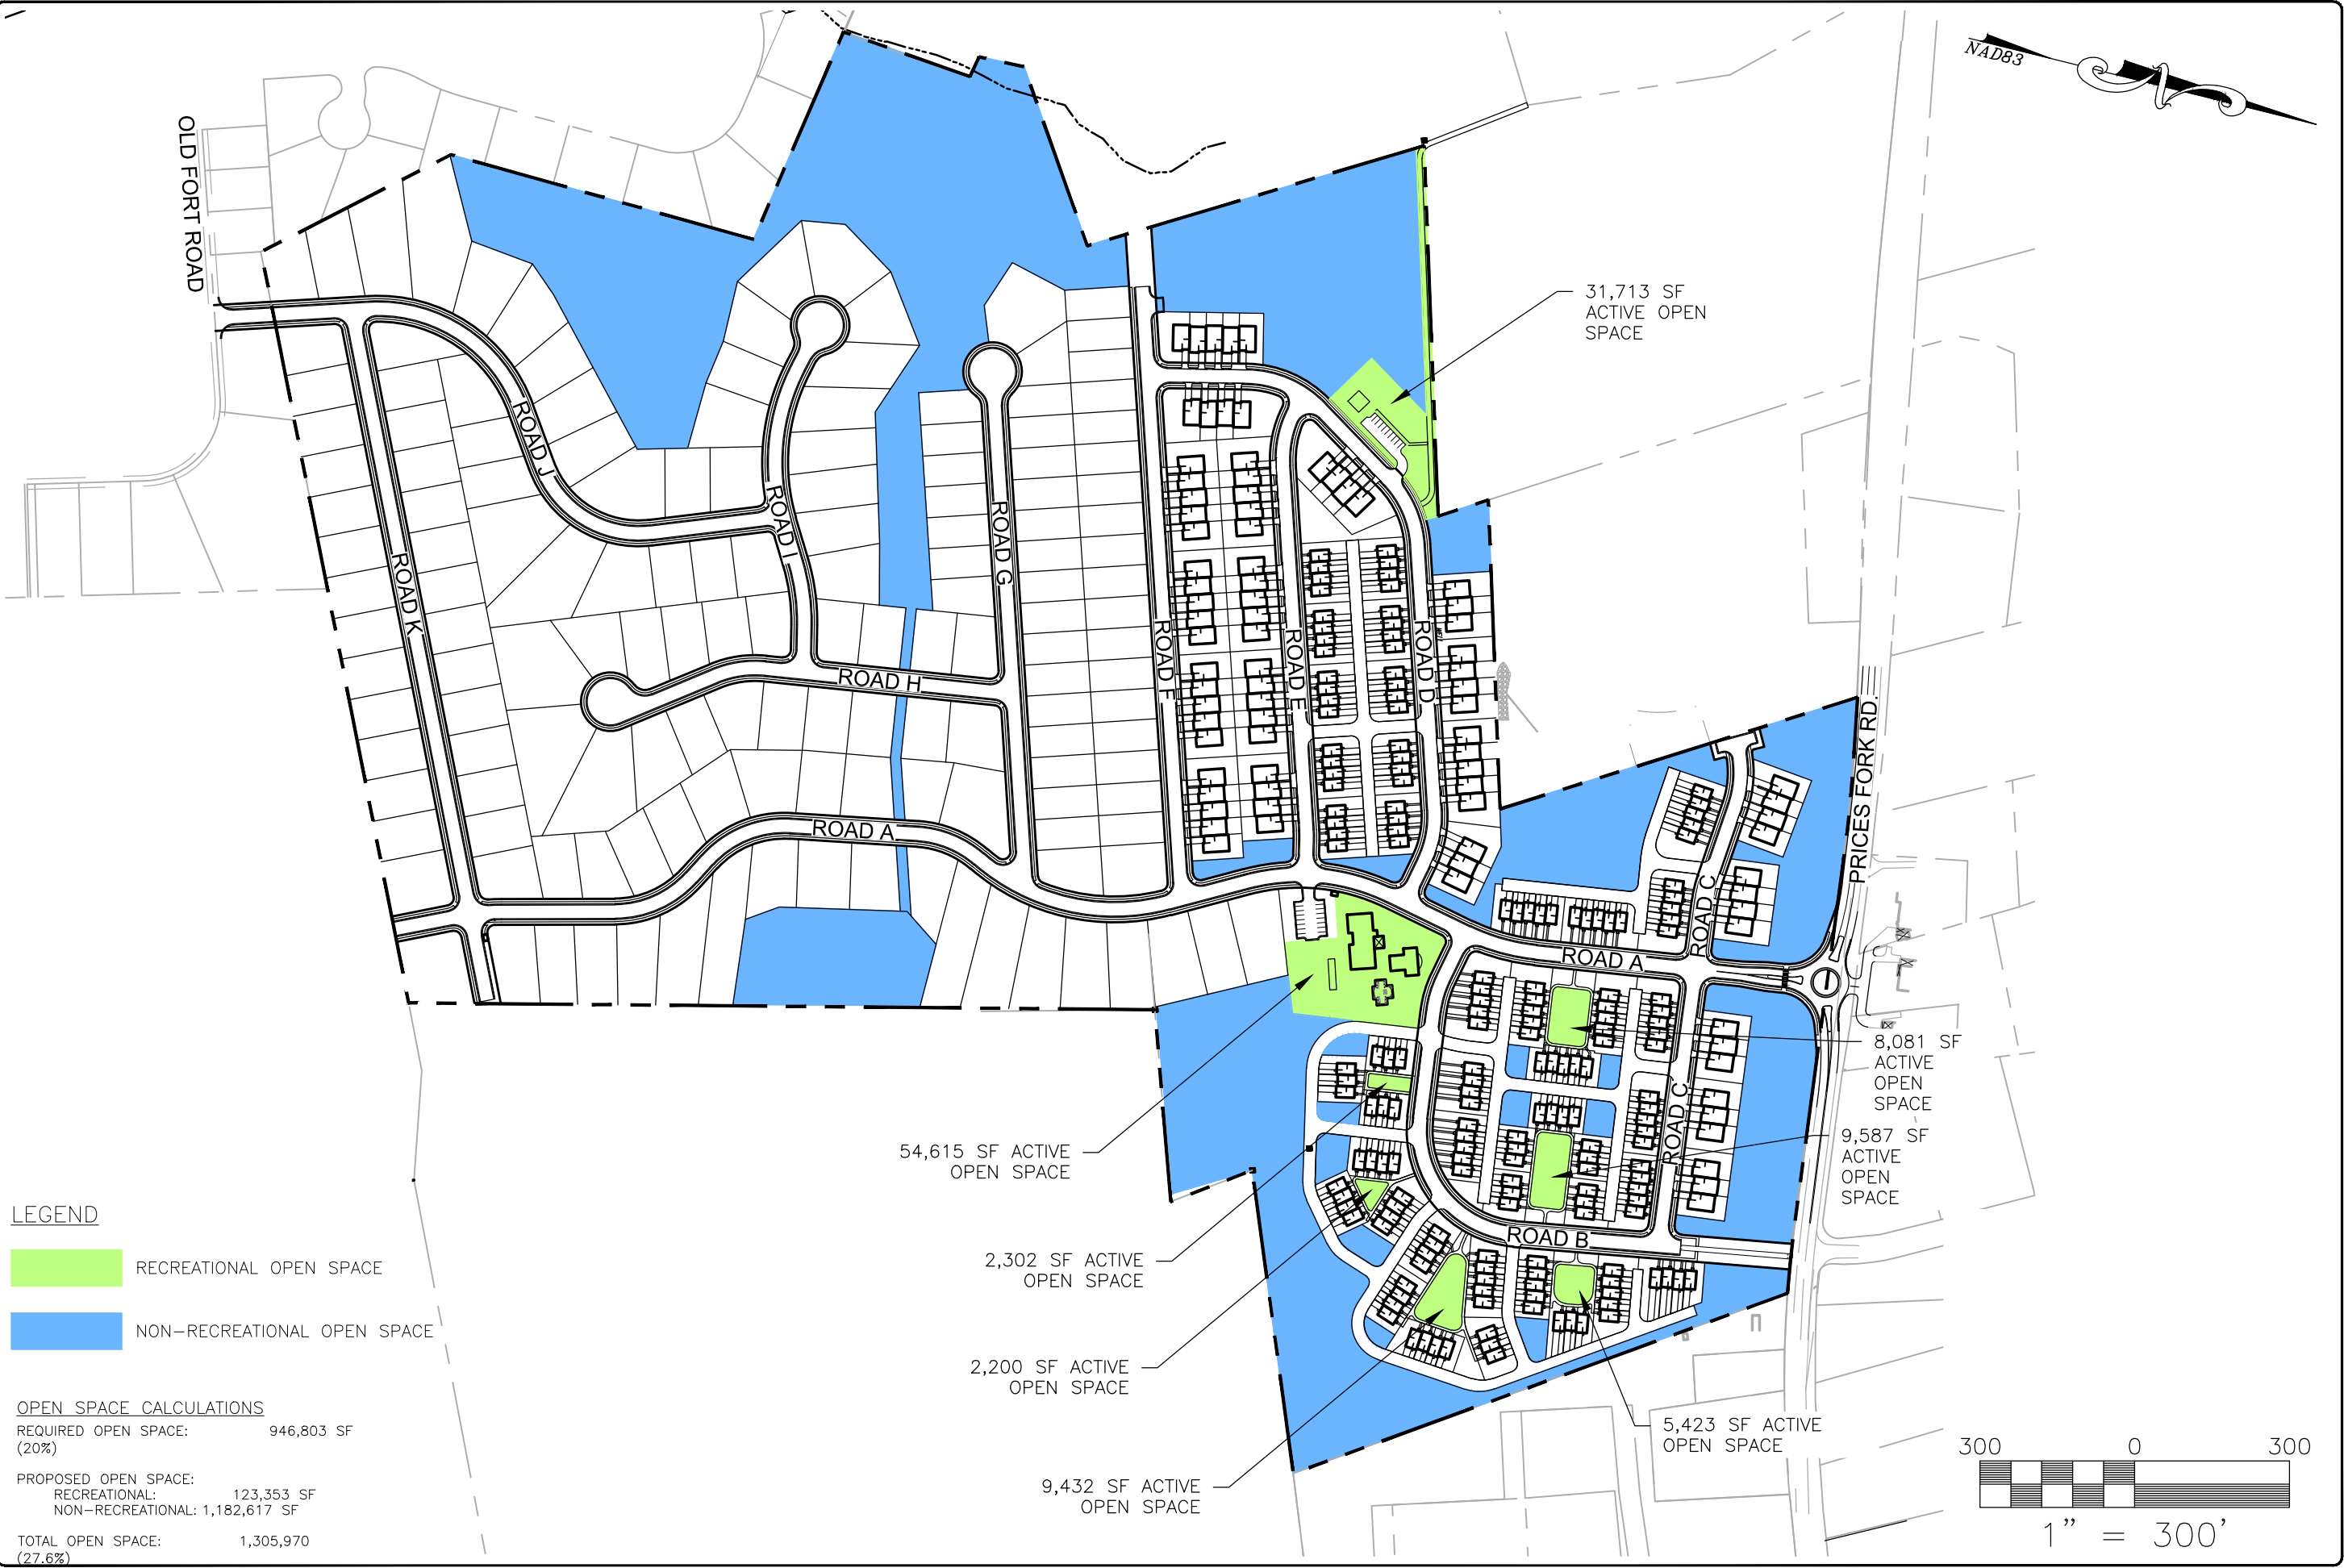 NAD83
OLD FORT ROAD
31,713 SF
ACTIVE OPEN
SPACE
ROAD J
ROAD I
ROAD G
ROAD K
ROAD F
ROAD E
ROAD D
ROAD H
PRICES FORK RD.
ROAD A
ROAD C
ROAD A
8,081 SF
ACTIVE
OPEN
SPACE
ROAD C
9,587 SF
ACTIVE
OPEN
SPACE
54,615 SF ACTIVE
OPEN SPACE
ROAD B
2,302 SF ACTIVE
OPEN SPACE
2,200 SF ACTIVE
OPEN SPACE
5,423 SF ACTIVE
OPEN SPACE
9,432 SF ACTIVE
OPEN SPACE
LEGEND
RECREATIONAL OPEN SPACE
NON-RECREATIONAL OPEN SPACE
OPEN SPACE CALCULATIONS
REQUIRED OPEN SPACE: 946,803 SF
(20%)
PROPOSED OPEN SPACE:
RECREATIONAL: 123,353 SF
NON-RECREATIONAL: 1,182,617 SF
TOTAL OPEN SPACE: 1,305,970
(27.6%)
300 0 300
1" = 300'